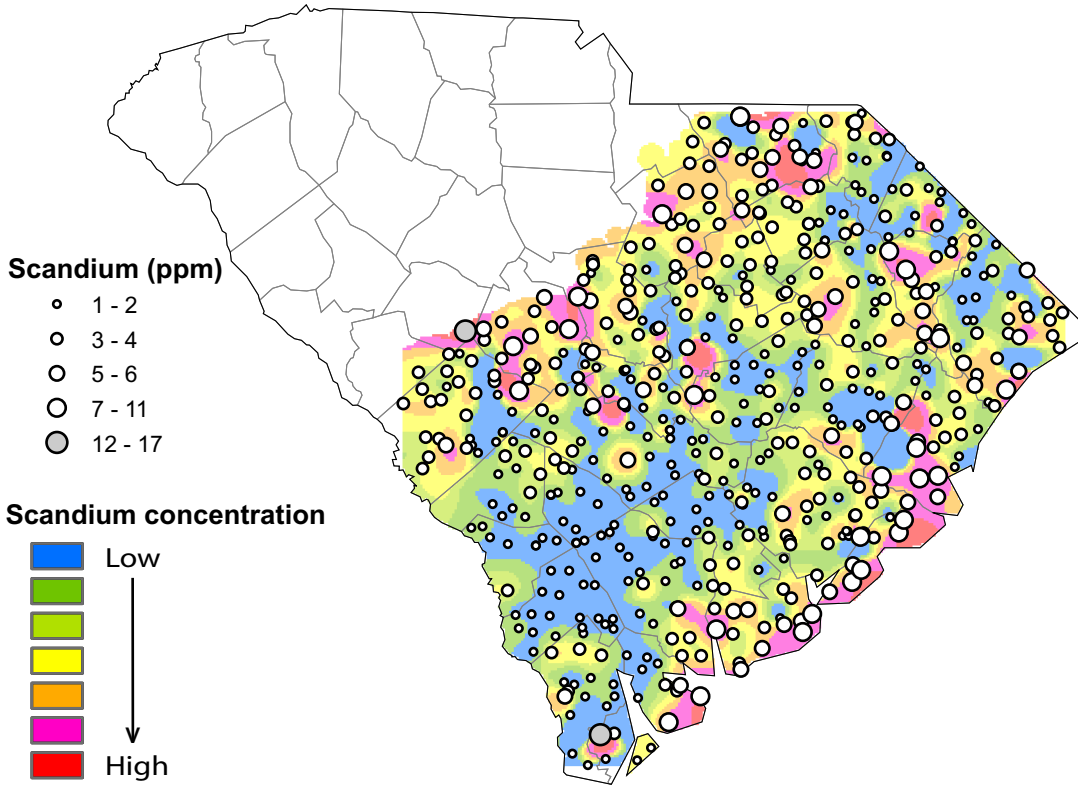 Scandium (ppm)
1 - 2
3 - 4
5 - 6
7 - 11
12 - 17
Scandium concentration
Low
High